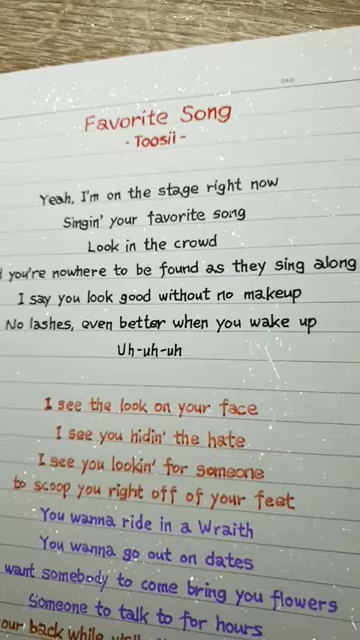 Favorite Song
- Toosii -
Yeah, I'm on the stage right now
Singin' your favorite song
Look in the crowd
you're nowhere to be found as they sing along
I say you look good without no makeup
No lashes, even better when you wake up
Uh-uh-uh
I see the look on your face
I see you hidin' the hate
I see you lookin' for someone
to scoop you right off of your feet
You wanna ride in a Wraith
You wanna go out on dates
want somebody to come bring you flowers
Someone to talk to for hours
our back while